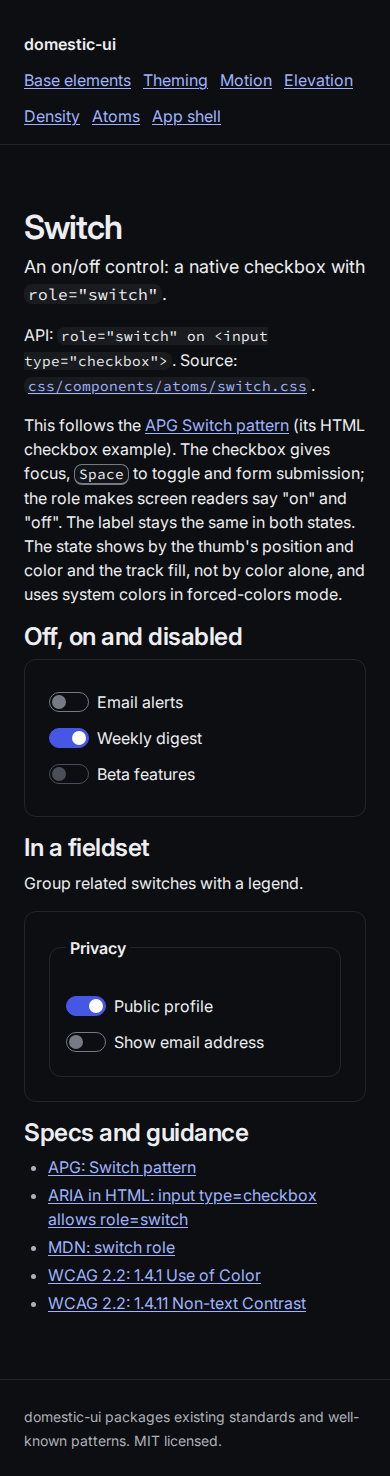 domestic-ui
Base elements Theming Motion Elevation
Density Atoms App shell
Switch
An on/off control: a native checkbox with
role="switch".
API: role="switch" on <input
type="checkbox">. Source:
css/components/atoms/switch.css.
This follows the APG Switch pattern (its HTML
checkbox example). The checkbox gives
focus, Space to toggle and form submission;
the role makes screen readers say "on" and
"off". The label stays the same in both states.
The state shows by the thumb's position and
color and the track fill, not by color alone, and
uses system colors in forced-colors mode.
Off, on and disabled
Email alerts
Weekly digest
Beta features
In a fieldset
Group related switches with a legend.
Privacy
Public profile
Show email address
Specs and guidance
• APG: Switch pattern
• ARIA in HTML: input type=checkbox
allows role=switch
• MDN: switch role
• WCAG 2.2: 1.4.1 Use of Color
• WCAG 2.2: 1.4.11 Non-text Contrast
domestic-ui packages existing standards and well-
known patterns. MIT licensed.